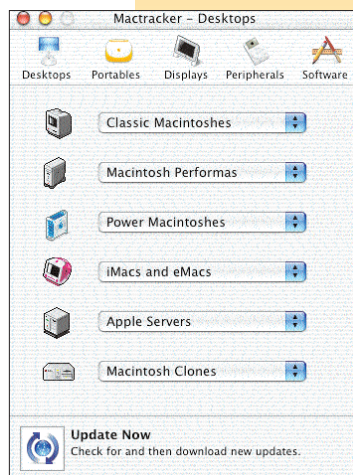 Mactracker – Desktops
Desktops Portables Displays Peripherals Software
Classic Macintoshes
Macintosh Performas
Power Macintoshes
iMacs and eMacs
Apple Servers
Macintosh Clones
Update Now
Check for and then download new updates.